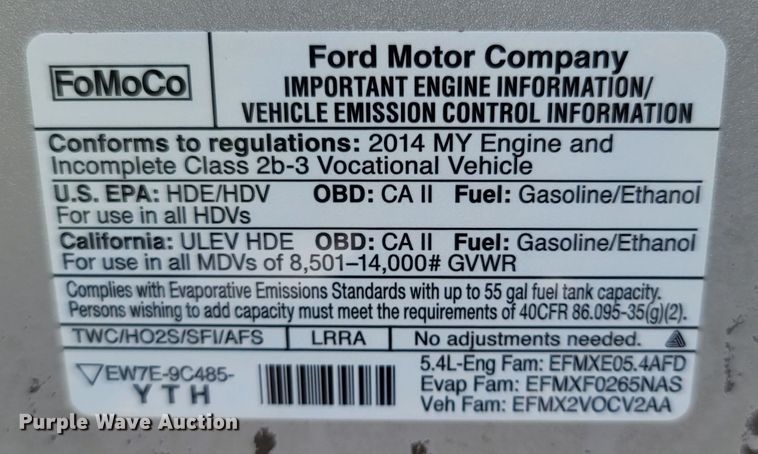 FoMoCo
Ford Motor Company
IMPORTANT ENGINE INFORMATION/
VEHICLE EMISSION CONTROL INFORMATION
Conforms to regulations: 2014 MY Engine and
Incomplete Class 2b-3 Vocational Vehicle
U.S. EPA: HDE/HDV OBD: CA II Fuel: Gasoline/Ethanol
For use in all HDVs
California: ULEV HDE OBD: CA II Fuel: Gasoline/Ethanol
For use in all MDVs of 8,501–14,000# GVWR
Complies with Evaporative Emissions Standards with up to 55 gal fuel tank capacity.
Persons wishing to add capacity must meet the requirements of 40CFR 86.095-35(g)(2).
TWC/HO2S/SFI/AFS LRRA No adjustments needed.
EW7E-9C485-
YTH
5.4L-Eng Fam: EFMXE05.4AFD
Evap Fam: EFMXF0265NAS
Veh Fam: EFMX2VOCV2AA
Purple Wave Auction